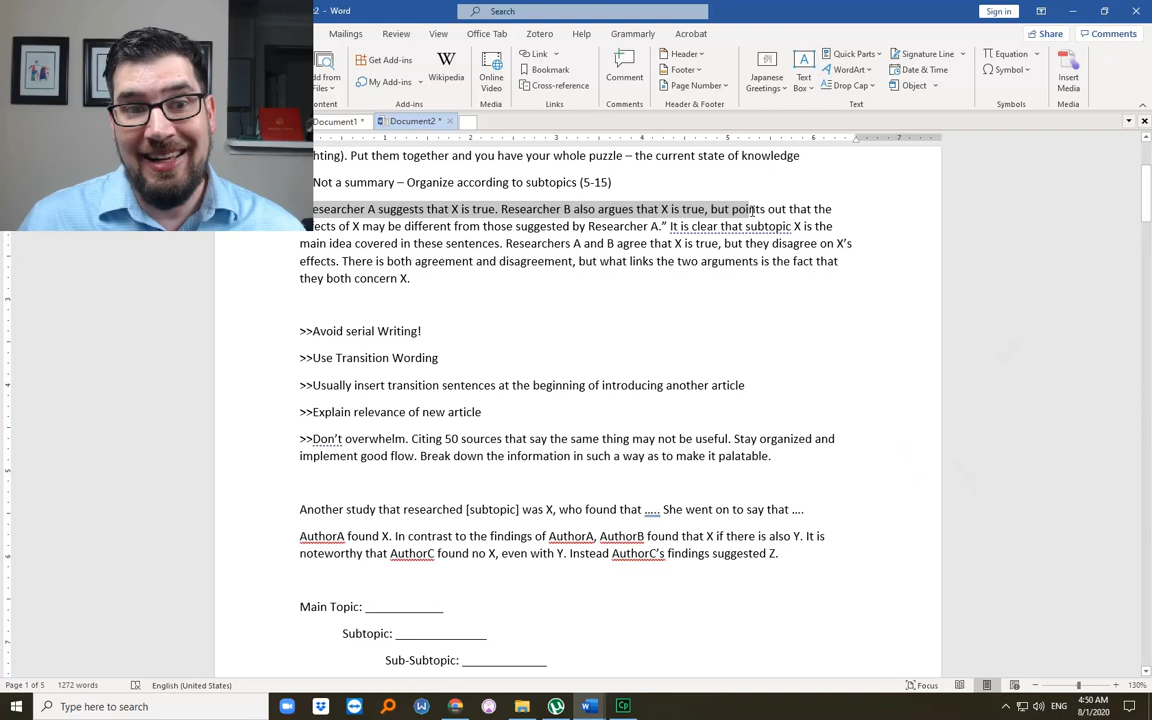 2 - Word
Search
Sign in
Mailings Review View Office Tab Zotero Help Grammarly Acrobat
Share Comments
Get Add-ins
My Add-ins
Wikipedia
Online Video
Link
Bookmark
Cross-reference
Comment
Header
Footer
Page Number
Japanese Greetings
Text Box
Quick Parts
WordArt
Drop Cap
Signature Line
Date & Time
Object
Equation
Symbol
Insert Media
Add-ins Media Links Comments Header & Footer Text Symbols Media
Document1 * Document2 *
1 2 3 4 5 6 7
hting). Put them together and you have your whole puzzle – the current state of knowledge
Not a summary – Organize according to subtopics (5-15)
esearcher A suggests that X is true. Researcher B also argues that X is true, but points out that the
ffects of X may be different from those suggested by Researcher A.” It is clear that subtopic X is the
main idea covered in these sentences. Researchers A and B agree that X is true, but they disagree on X’s
effects. There is both agreement and disagreement, but what links the two arguments is the fact that
they both concern X.
>>Avoid serial Writing!
>>Use Transition Wording
>>Usually insert transition sentences at the beginning of introducing another article
>>Explain relevance of new article
>>Don’t overwhelm. Citing 50 sources that say the same thing may not be useful. Stay organized and
implement good flow. Break down the information in such a way as to make it palatable.
Another study that researched [subtopic] was X, who found that ….. She went on to say that ….
AuthorA found X. In contrast to the findings of AuthorA, AuthorB found that X if there is also Y. It is
noteworthy that AuthorC found no X, even with Y. Instead AuthorC’s findings suggested Z.
Main Topic: ____________
Subtopic: ______________
Sub-Subtopic: _____________
Page 1 of 5 1272 words English (United States) Focus 130%
Type here to search
ENG
4:50 AM
8/1/2020